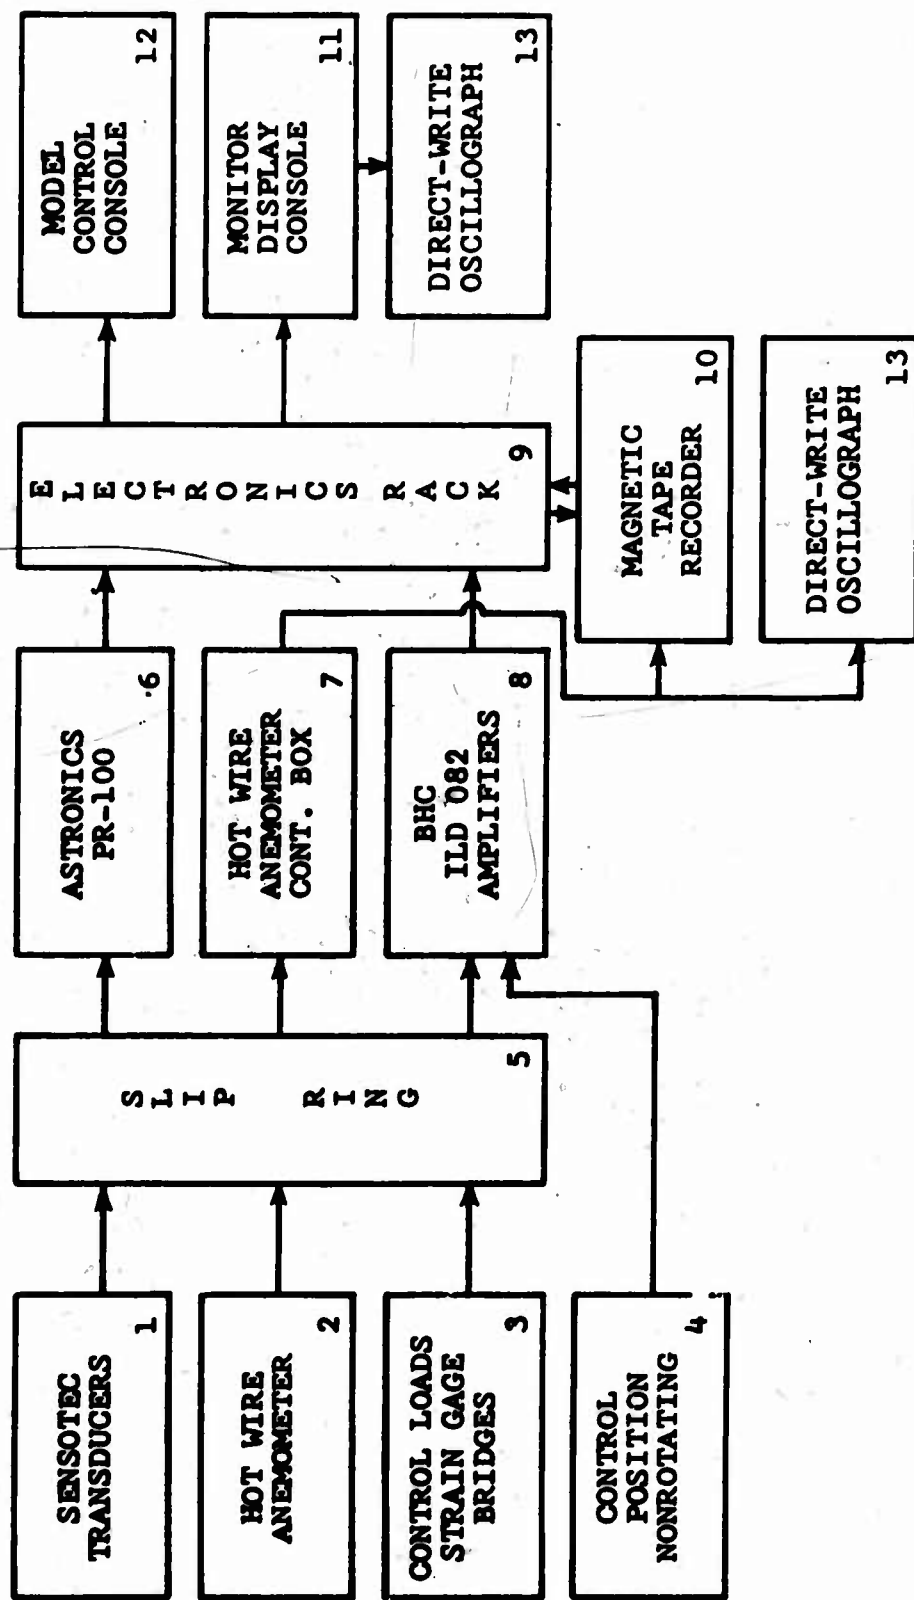 SENSOTEC
TRANSDUCERS
1
HOT WIRE
ANEMOMETER
2
CONTROL LOADS
STRAIN GAGE
BRIDGES
3
CONTROL
POSITION
NONROTATING
4
SLIP RING
5
ASTRONICS
PR-100
6
HOT WIRE
ANEMOMETER
CONT. BOX
7
BHC
ILD 082
AMPLIFIERS
8
ELECTRONICS RACK
9
MODEL
CONTROL
CONSOLE
12
MONITOR
DISPLAY
CONSOLE
11
DIRECT-WRITE
OSCILLOGRAPH
13
MAGNETIC
TAPE
RECORDER
10
DIRECT-WRITE
OSCILLOGRAPH
13